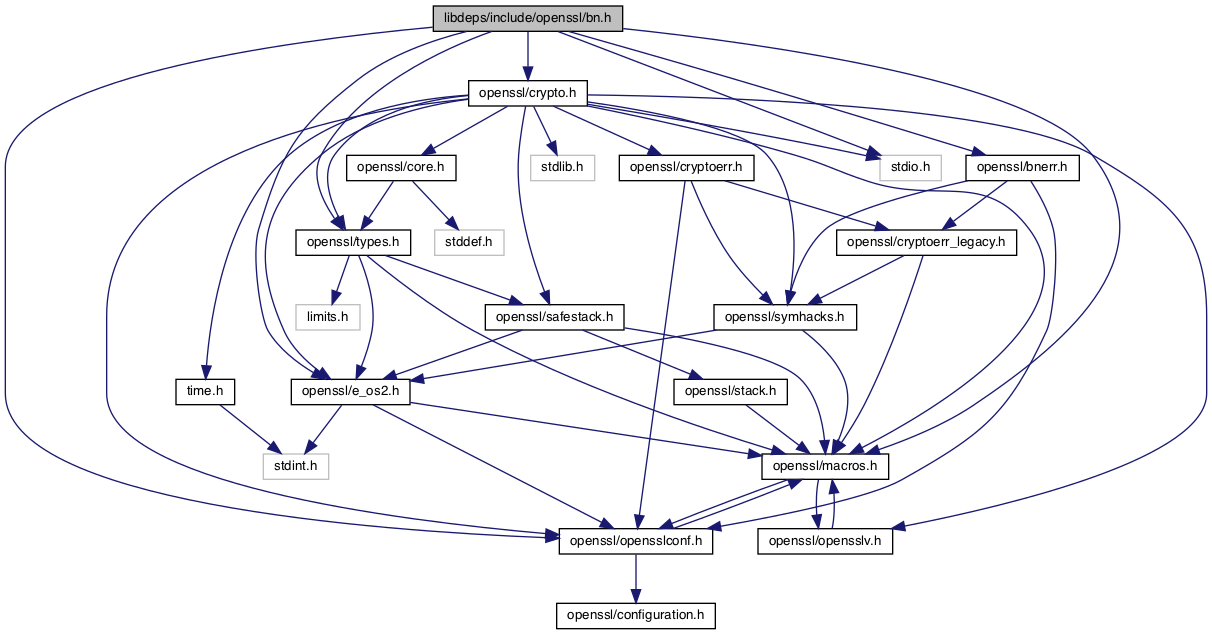 libdeps/include/openssl/bn.h
openssl/crypto.h
openssl/core.h
stdlib.h
openssl/cryptoerr.h
stdio.h
openssl/bnerr.h
openssl/types.h
stddef.h
openssl/cryptoerr_legacy.h
limits.h
openssl/safestack.h
openssl/symhacks.h
time.h
openssl/e_os2.h
openssl/stack.h
stdint.h
openssl/macros.h
openssl/opensslconf.h
openssl/opensslv.h
openssl/configuration.h